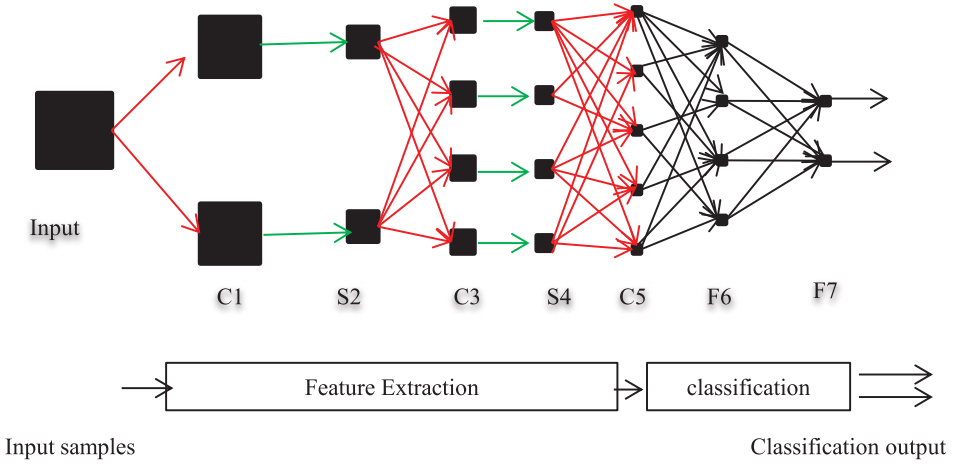 Input
C1
S2
C3
S4
C5
F6
F7
Feature Extraction
classification
Input samples
Classification output